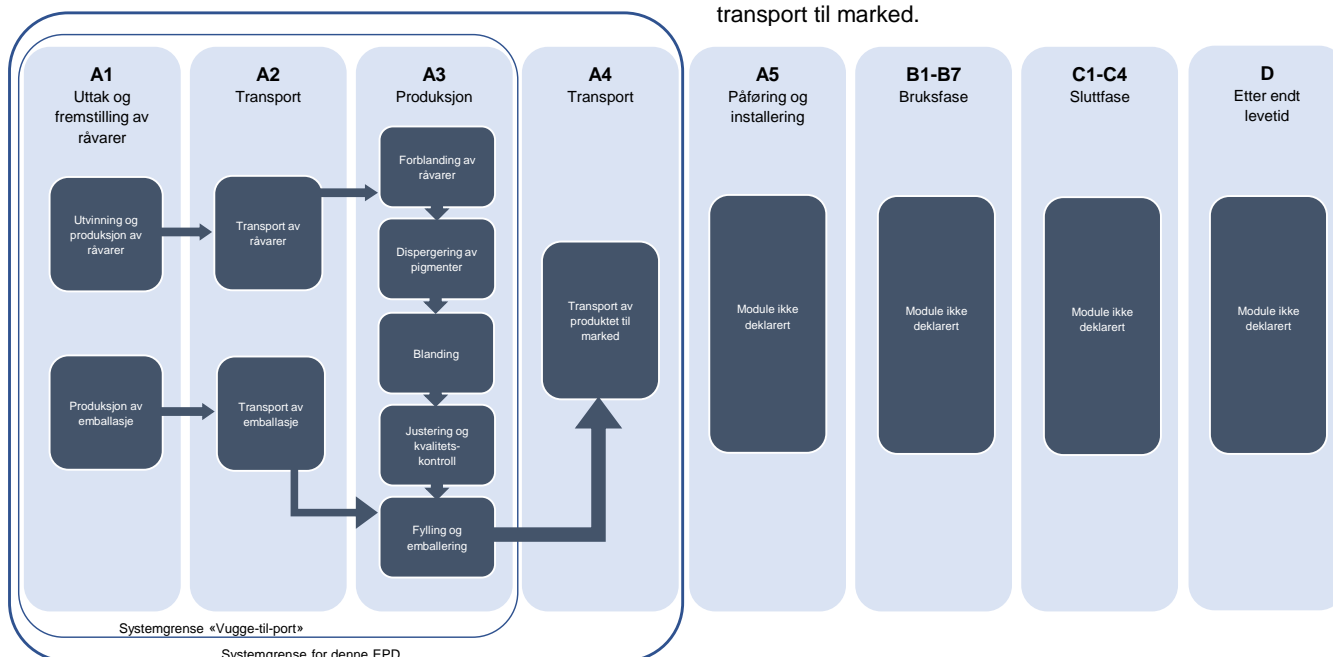 transport til marked.
A1
Uttak og
fremstilling av
råvarer
A2
Transport
A3
Produksjon
A4
Transport
A5
Påføring og
installering
B1-B7
Bruksfase
C1-C4
Sluttfase
D
Etter endt
levetid
Utvinning og
produksjon av
råvarer
Transport av
råvarer
Forblanding av
råvarer
Dispergering av
pigmenter
Blanding
Justering og
kvalitets-
kontroll
Fylling og
emballering
Produksjon av
emballasje
Transport av
emballasje
Transport av
produktet til
marked
Module ikke
deklarert
Module ikke
deklarert
Module ikke
deklarert
Module ikke
deklarert
Systemgrense «Vugge-til-port»
Systemgrense for denne EPD